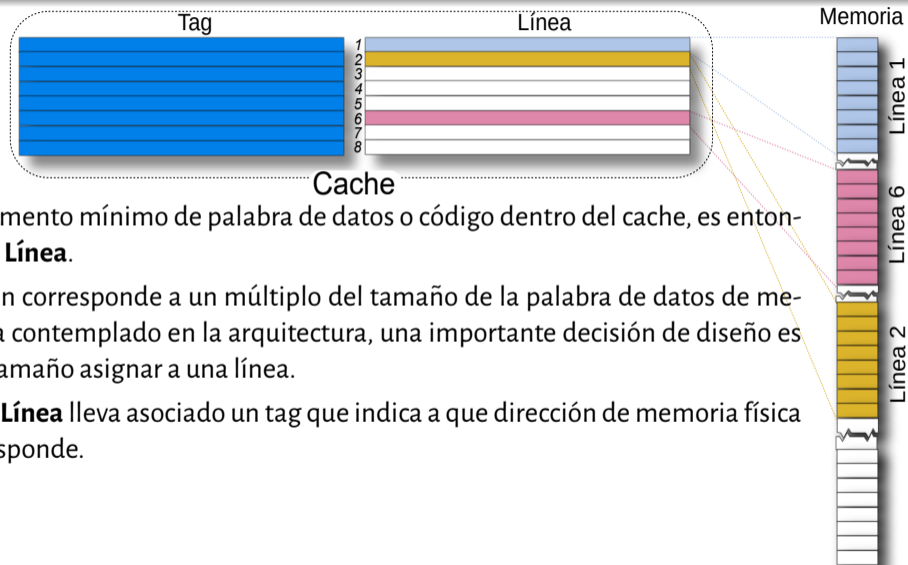 Tag
Línea
Memoria
1
2
3
4
5
6
7
8
Línea 1
Línea 6
Línea 2
Cache
mento mínimo de palabra de datos o código dentro del cache, es enton-
Línea.
n corresponde a un múltiplo del tamaño de la palabra de datos de me-
a contemplado en la arquitectura, una importante decisión de diseño es
amaño asignar a una línea.
Línea lleva asociado un tag que indica a que dirección de memoria física
sponde.